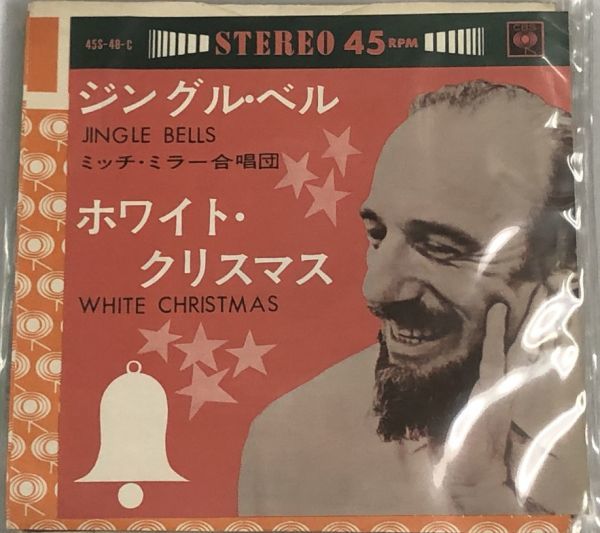 45S-48-C
STEREO 45 RPM
CBS
ジングル・ベル
JINGLE BELLS
ミッチ・ミラー合唱団
ホワイト・
クリスマス
WHITE CHRISTMAS